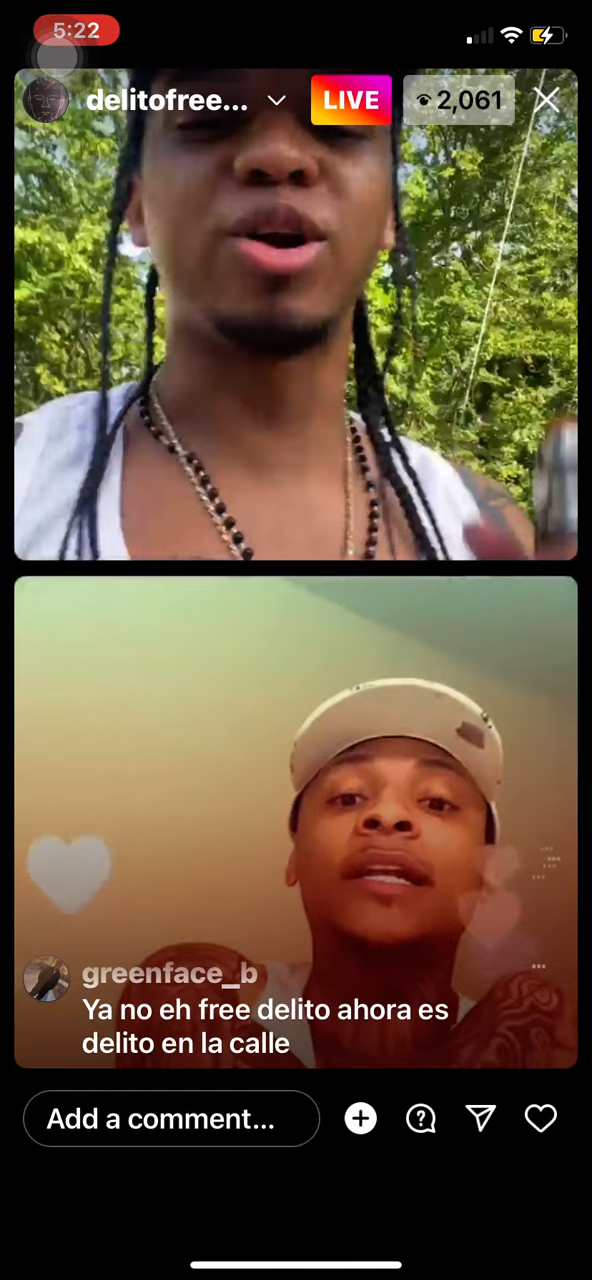 5:22
delitofree...
LIVE
2,061
greenface_b
Ya no eh free delito ahora es
delito en la calle
Add a comment...